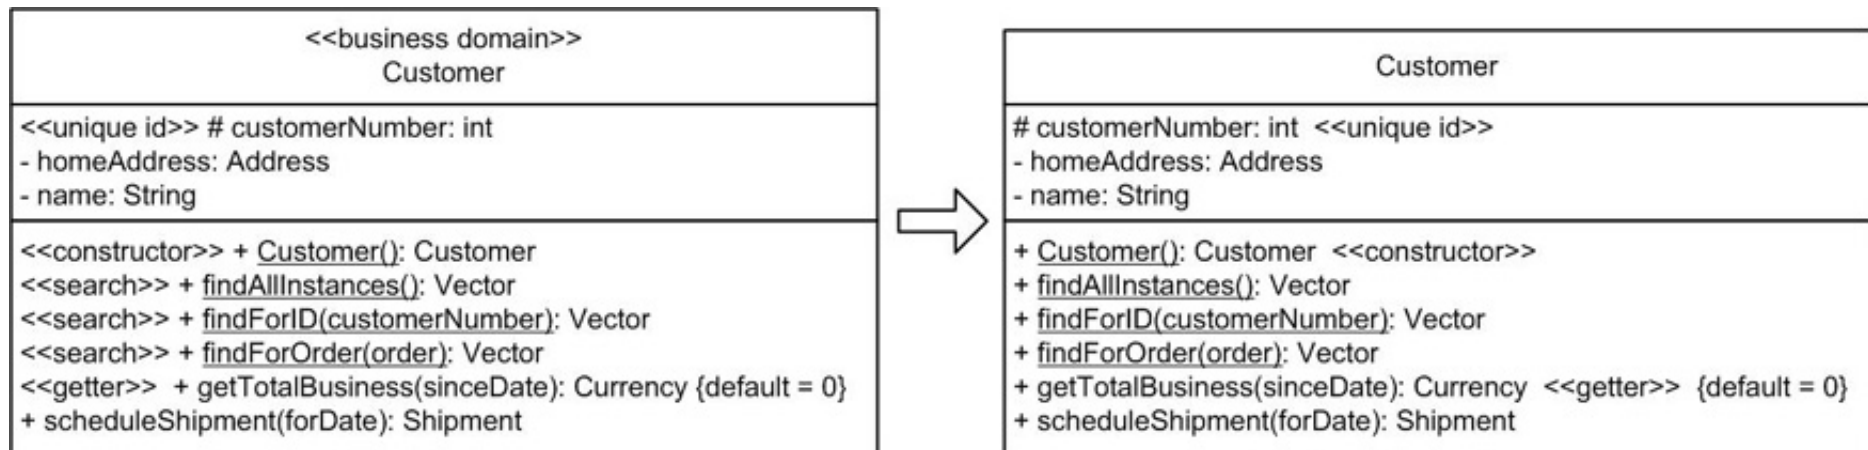 <<business domain>>
Customer
<<unique id>> # customerNumber: int
- homeAddress: Address
- name: String
<<constructor>> + Customer(): Customer
<<search>> + findAllInstances(): Vector
<<search>> + findForID(customerNumber): Vector
<<search>> + findForOrder(order): Vector
<<getter>> + getTotalBusiness(sinceDate): Currency {default = 0}
+ scheduleShipment(forDate): Shipment
Customer
# customerNumber: int <<unique id>>
- homeAddress: Address
- name: String
+ Customer(): Customer <<constructor>>
+ findAllInstances(): Vector
+ findForID(customerNumber): Vector
+ findForOrder(order): Vector
+ getTotalBusiness(sinceDate): Currency <<getter>> {default = 0}
+ scheduleShipment(forDate): Shipment